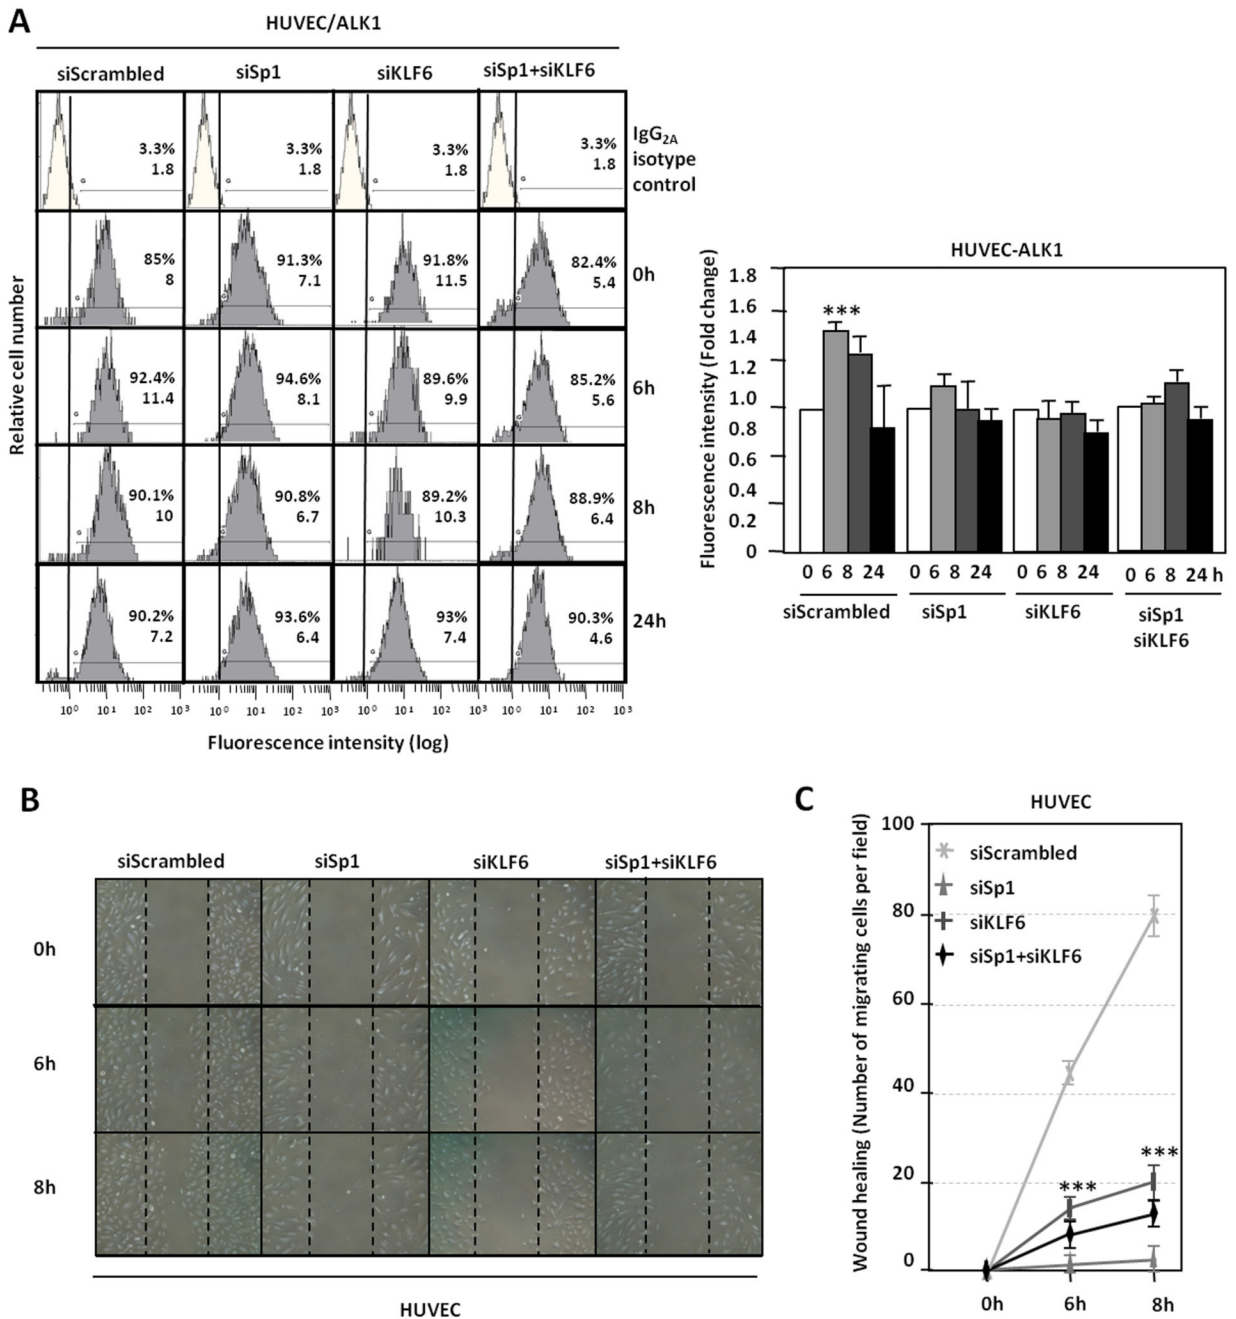 A
HUVEC/ALK1
siScrambled siSp1 siKLF6 siSp1+siKLF6
3.3% 3.3% 3.3% 3.3%
1.8 1.8 1.8 1.8
G G G G
IgG2A
isotype
control
85% 91.3% 91.8% 82.4%
8 7.1 11.5 5.4
G G G G
0h
92.4% 94.6% 89.6% 85.2%
11.4 8.1 9.9 5.6
G G G G
6h
90.1% 90.8% 89.2% 88.9%
10 6.7 10.3 6.4
G G G G
8h
90.2% 93.6% 93% 90.3%
7.2 6.4 7.4 4.6
G G G G
24h
Relative cell number
10⁰ 10¹ 10² 10³ 10⁰ 10¹ 10² 10³ 10⁰ 10¹ 10² 10³ 10⁰ 10¹ 10² 10³
Fluorescence intensity (log)
HUVEC-ALK1
Fluorescence intensity (Fold change)
1.8
1.6
1.4
1.2
1.0
0.8
0.6
0.4
0.2
0
***
0 6 8 24 0 6 8 24 0 6 8 24 0 6 8 24 h
siScrambled siSp1 siKLF6 siSp1
siKLF6
B
siScrambled siSp1 siKLF6 siSp1+siKLF6
0h
6h
8h
HUVEC
C
HUVEC
Wound healing (Number of migrating cells per field)
100
80
60
40
20
0
siScrambled
siSp1
siKLF6
siSp1+siKLF6
***
***
0h 6h 8h